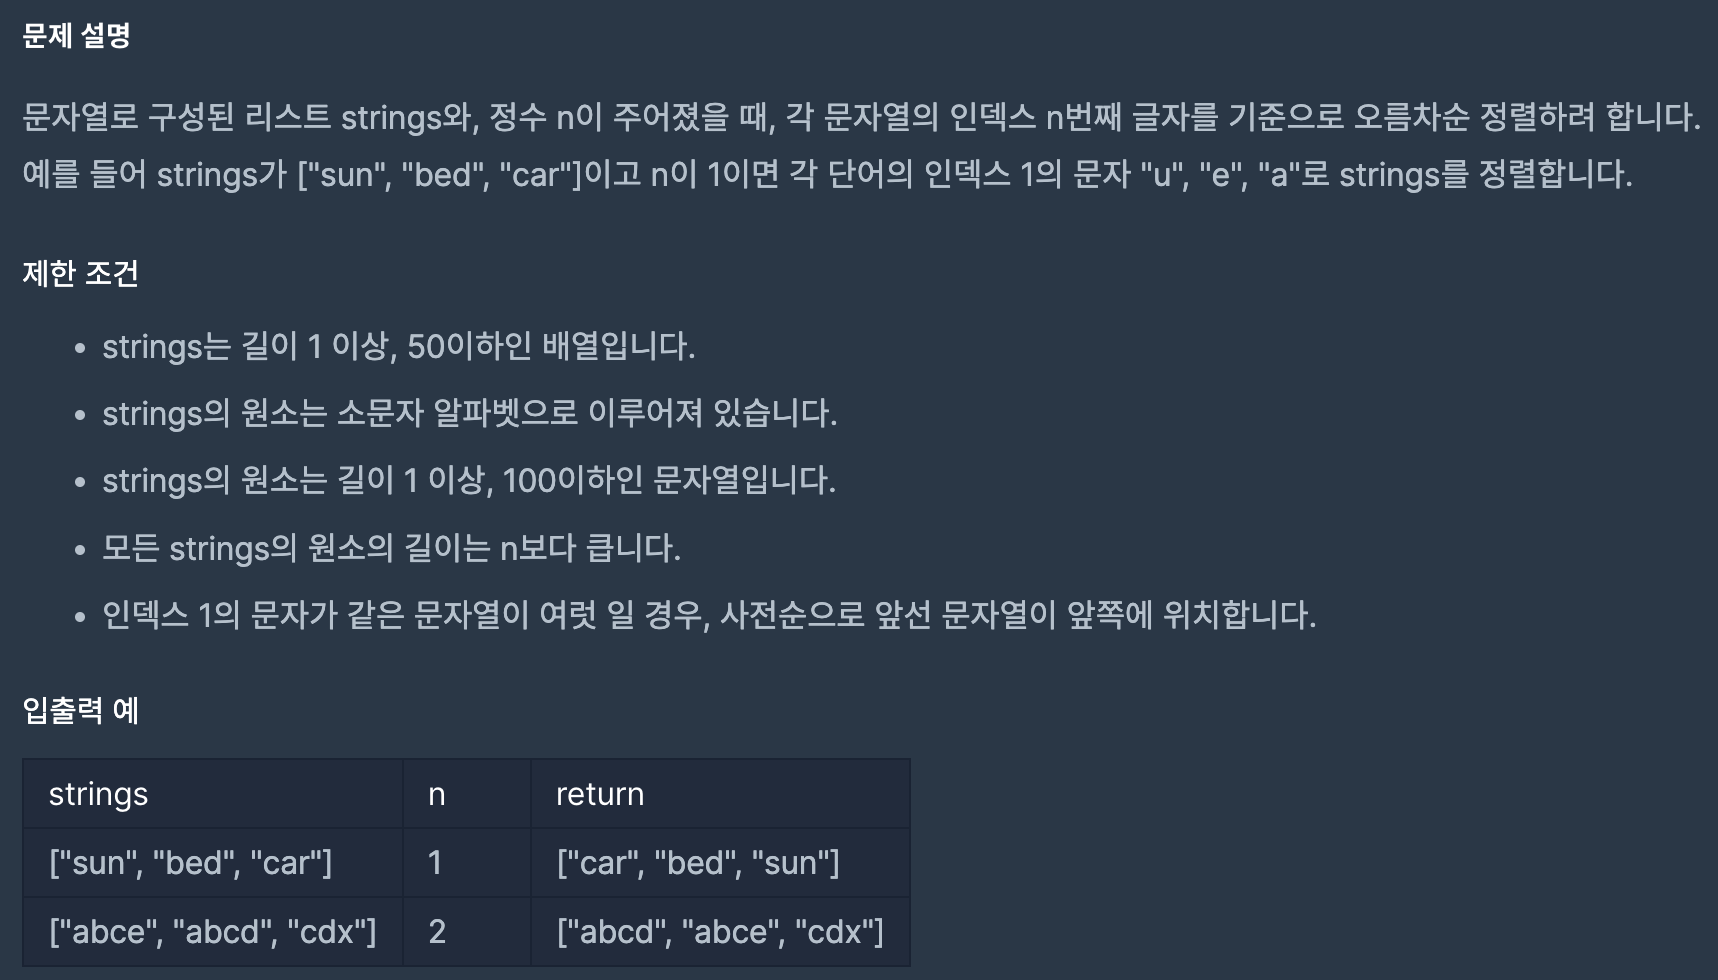 문제 설명
문자열로 구성된 리스트 strings와, 정수 n이 주어졌을 때, 각 문자열의 인덱스 n번째 글자를 기준으로 오름차순 정렬하려 합니다.
예를 들어 strings가 ["sun", "bed", "car"]이고 n이 1이면 각 단어의 인덱스 1의 문자 "u", "e", "a"로 strings를 정렬합니다.
제한 조건
• strings는 길이 1 이상, 50이하인 배열입니다.
• strings의 원소는 소문자 알파벳으로 이루어져 있습니다.
• strings의 원소는 길이 1 이상, 100이하인 문자열입니다.
• 모든 strings의 원소의 길이는 n보다 큽니다.
• 인덱스 1의 문자가 같은 문자열이 여럿 일 경우, 사전순으로 앞선 문자열이 앞쪽에 위치합니다.
입출력 예
strings n return
["sun", "bed", "car"] 1 ["car", "bed", "sun"]
["abce", "abcd", "cdx"] 2 ["abcd", "abce", "cdx"]